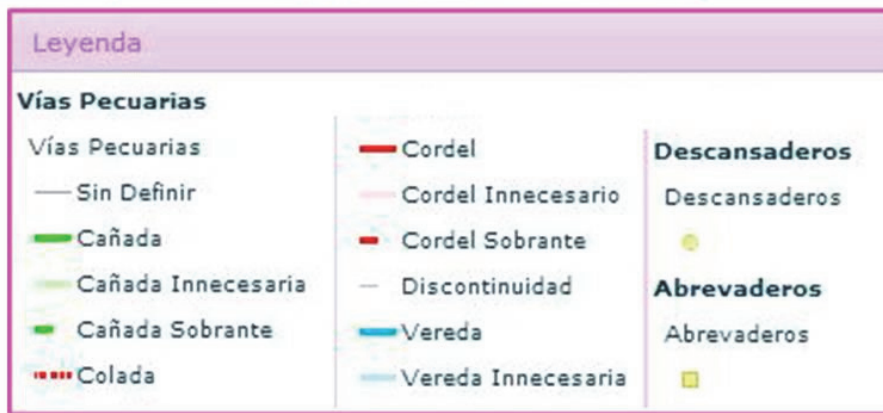 Leyenda
Vías Pecuarias
Vías Pecuarias
Sin Definir
Cañada
Cañada Innecesaria
Cañada Sobrante
Colada
Cordel
Cordel Innecesario
Cordel Sobrante
Discontinuidad
Vereda
Vereda Innecesaria
Descansaderos
Descansaderos
Abrevaderos
Abrevaderos